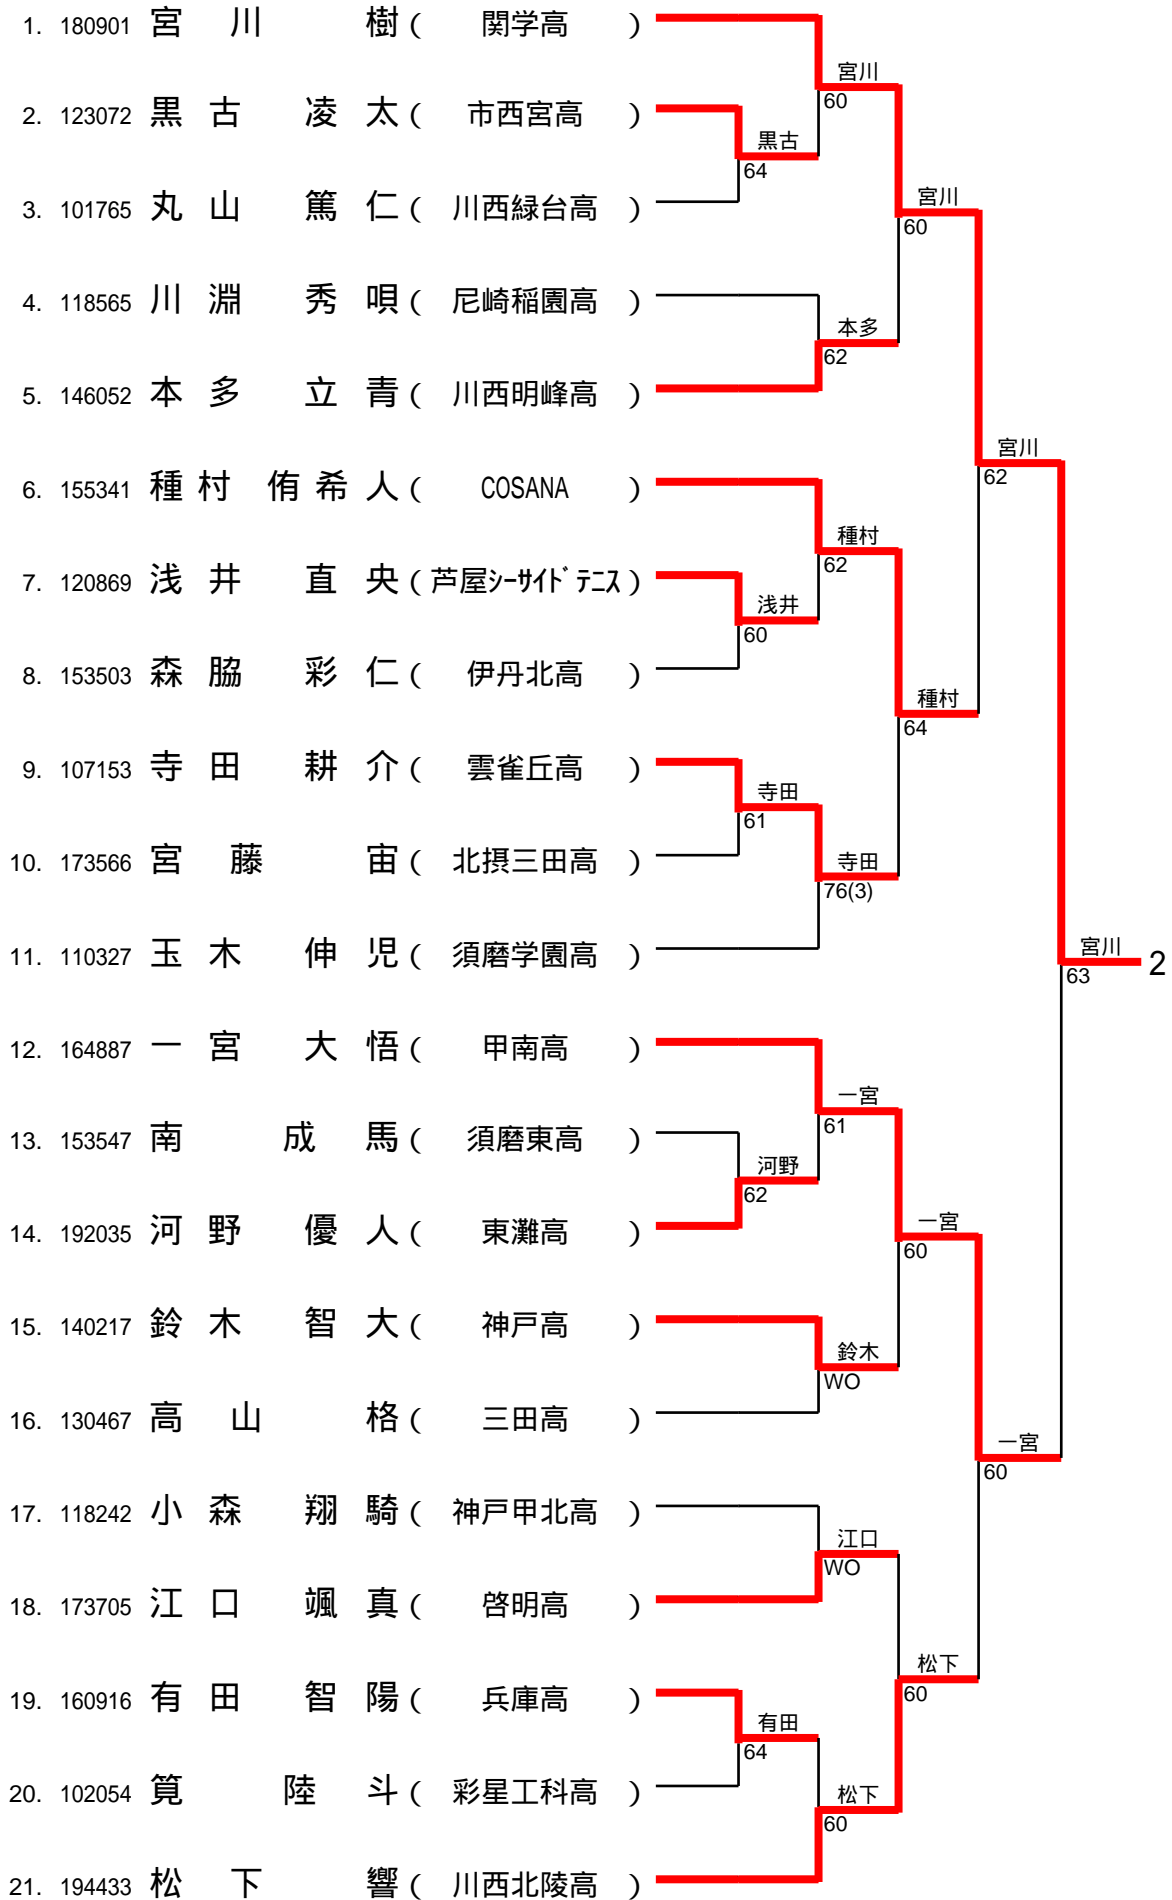 1. 180901 宮川 樹 ( 関学高 )
宮川
60
2. 123072 黒古 凌太 ( 市西宮高 )
黒古
64
3. 101765 丸山 篤仁 ( 川西緑台高 )
宮川
60
4. 118565 川淵 秀唄 ( 尼崎稲園高 )
本多
62
5. 146052 本多 立青 ( 川西明峰高 )
宮川
62
6. 155341 種村 侑希人 ( COSANA )
種村
62
7. 120869 浅井 直央 ( 芦屋シーサイドテニス )
浅井
60
8. 153503 森脇 彩仁 ( 伊丹北高 )
種村
64
9. 107153 寺田 耕介 ( 雲雀丘高 )
寺田
61
10. 173566 宮藤 宙 ( 北摂三田高 )
寺田
76(3)
11. 110327 玉木 伸児 ( 須磨学園高 )
宮川
63
2
12. 164887 一宮 大悟 ( 甲南高 )
一宮
61
13. 153547 南 成馬 ( 須磨東高 )
河野
62
14. 192035 河野 優人 ( 東灘高 )
一宮
60
15. 140217 鈴木 智大 ( 神戸高 )
鈴木
WO
16. 130467 高山 格 ( 三田高 )
一宮
60
17. 118242 小森 翔騎 ( 神戸甲北高 )
江口
WO
18. 173705 江口 颯真 ( 啓明高 )
松下
60
19. 160916 有田 智陽 ( 兵庫高 )
有田
64
20. 102054 筧 陸斗 ( 彩星工科高 )
松下
60
21. 194433 松下 響 ( 川西北陵高 )